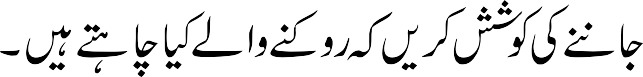 جاننے کی کوشش کریں کہ روکنے والے کیا چاہتے ہیں۔